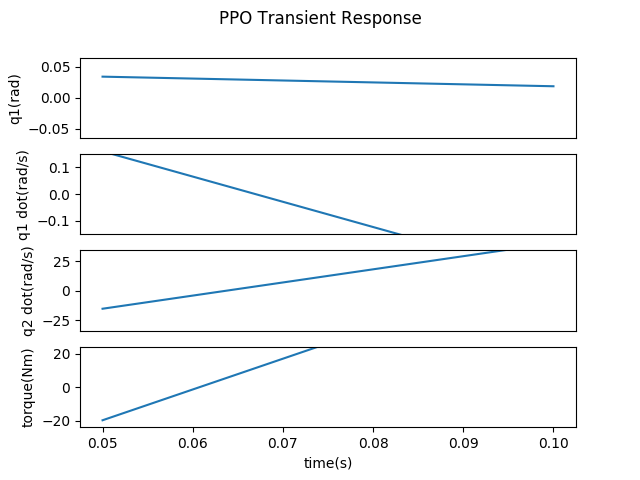 PPO Transient Response
q1(rad)
0.05
0.00
−0.05
q1 dot(rad/s)
0.1
0.0
−0.1
q2 dot(rad/s)
25
0
−25
torque(Nm)
20
0
−20
0.05 0.06 0.07 0.08 0.09 0.10
time(s)